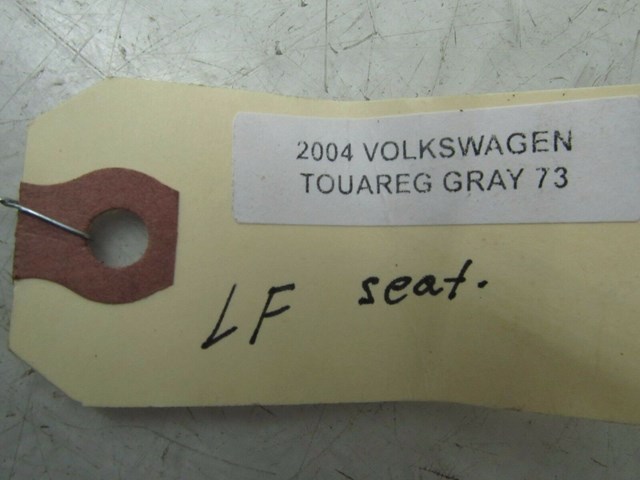 2004 VOLKSWAGEN
TOUAREG GRAY 73
LF seat.